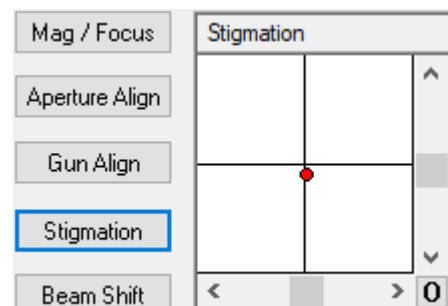 Mag / Focus
Aperture Align
Gun Align
Stigmation
Beam Shift
Stigmation
0